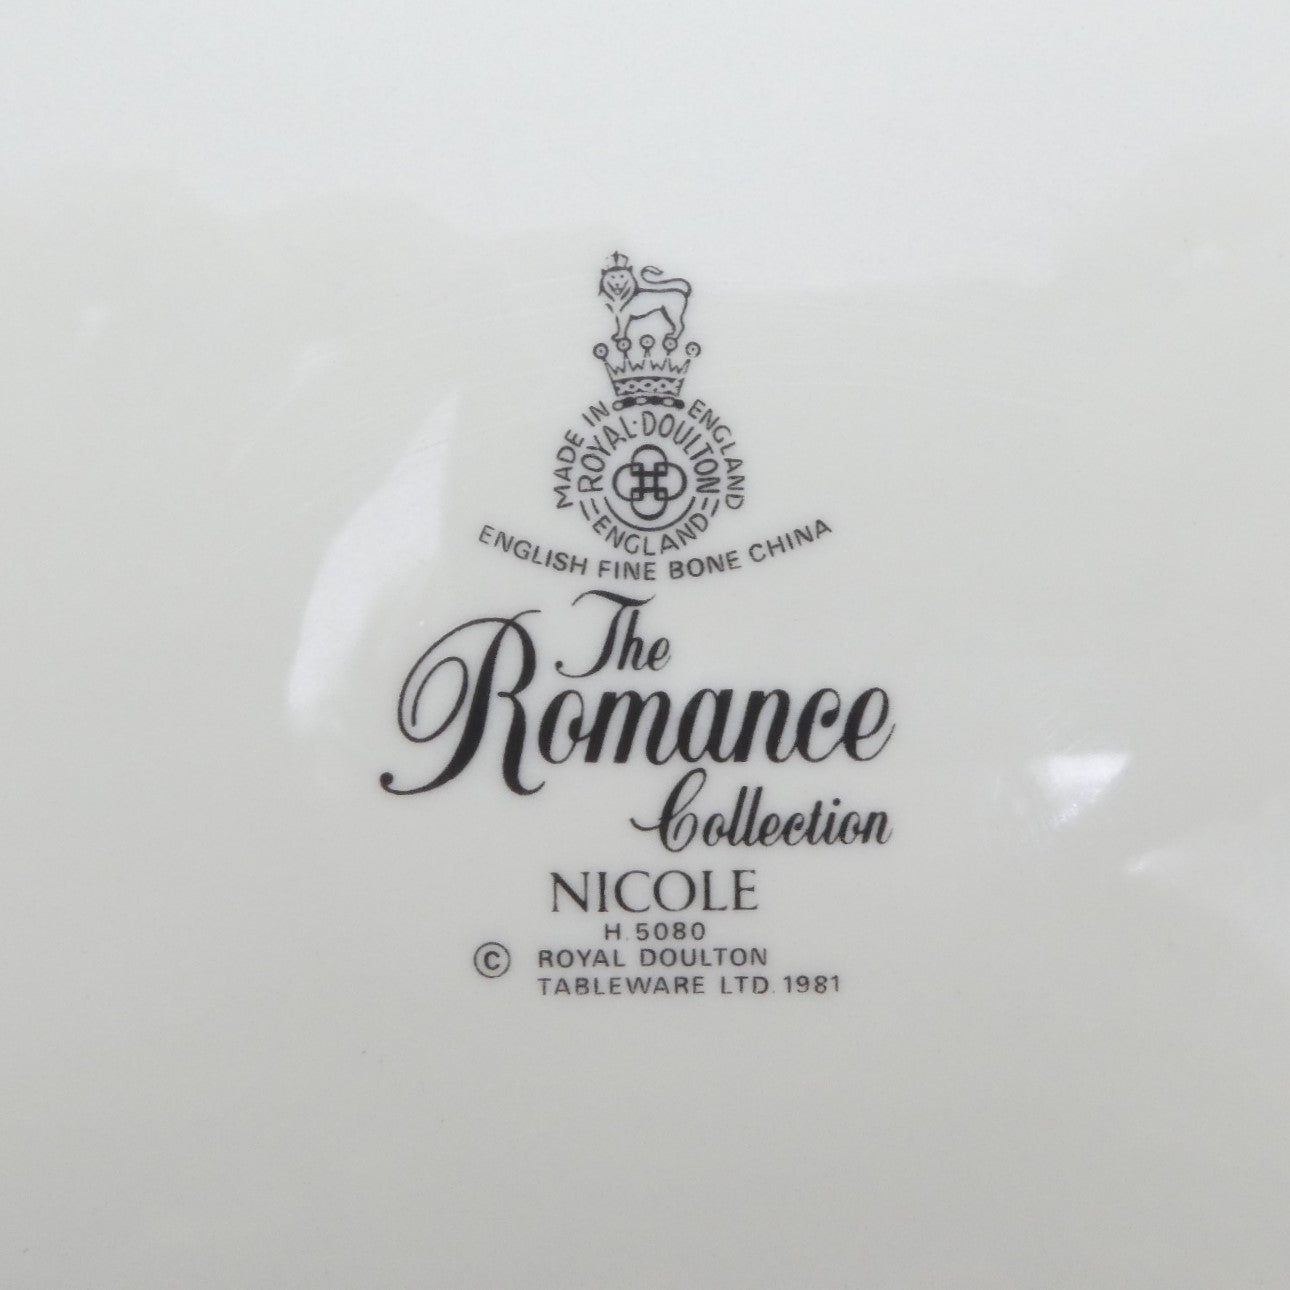 MADE IN ENGLAND
ROYAL·DOULTON
ENGLAND
ENGLISH FINE BONE CHINA
The
Romance
Collection
NICOLE
H. 5080
© ROYAL DOULTON
TABLEWARE LTD. 1981